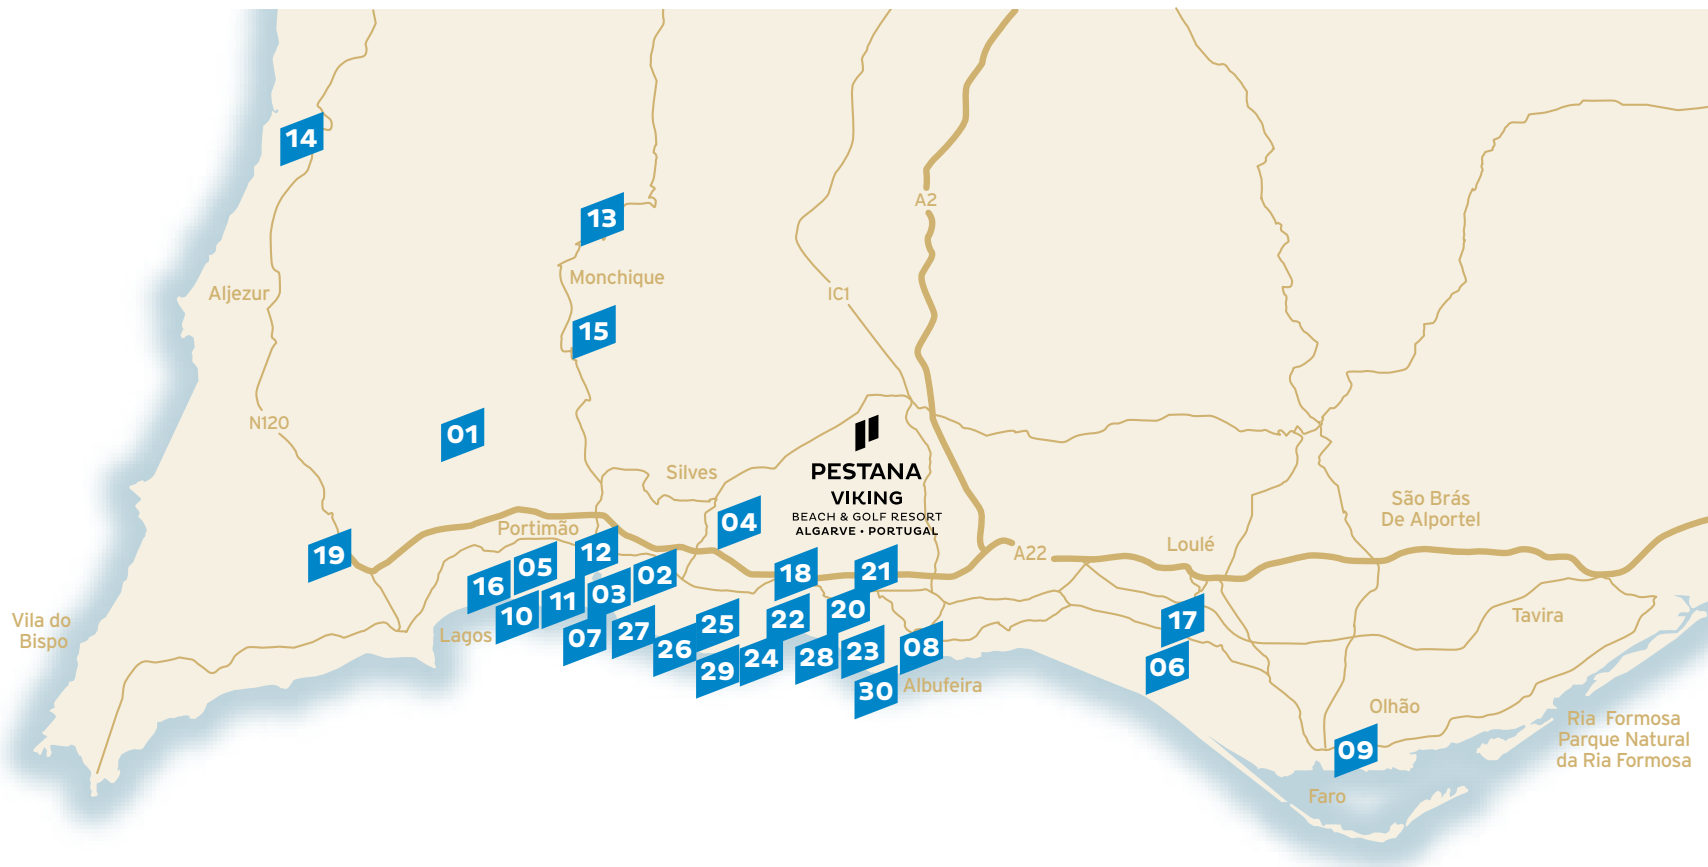 14
A2
13
Monchique
Aljezur
IC1
15
N120
01
Silves
PESTANA
VIKING
BEACH & GOLF RESORT
ALGARVE • PORTUGAL
São Brás
De Alportel
04
Portimão
19
12
A22
Loulé
05
16
02
18
21
03
11
10
20
22
17
Tavira
Vila do
Bispo
Lagos
07
27
25
26
24
29
28
23
08
06
30
Albufeira
Olhão
Ria Formosa
Parque Natural
da Ria Formosa
09
Faro